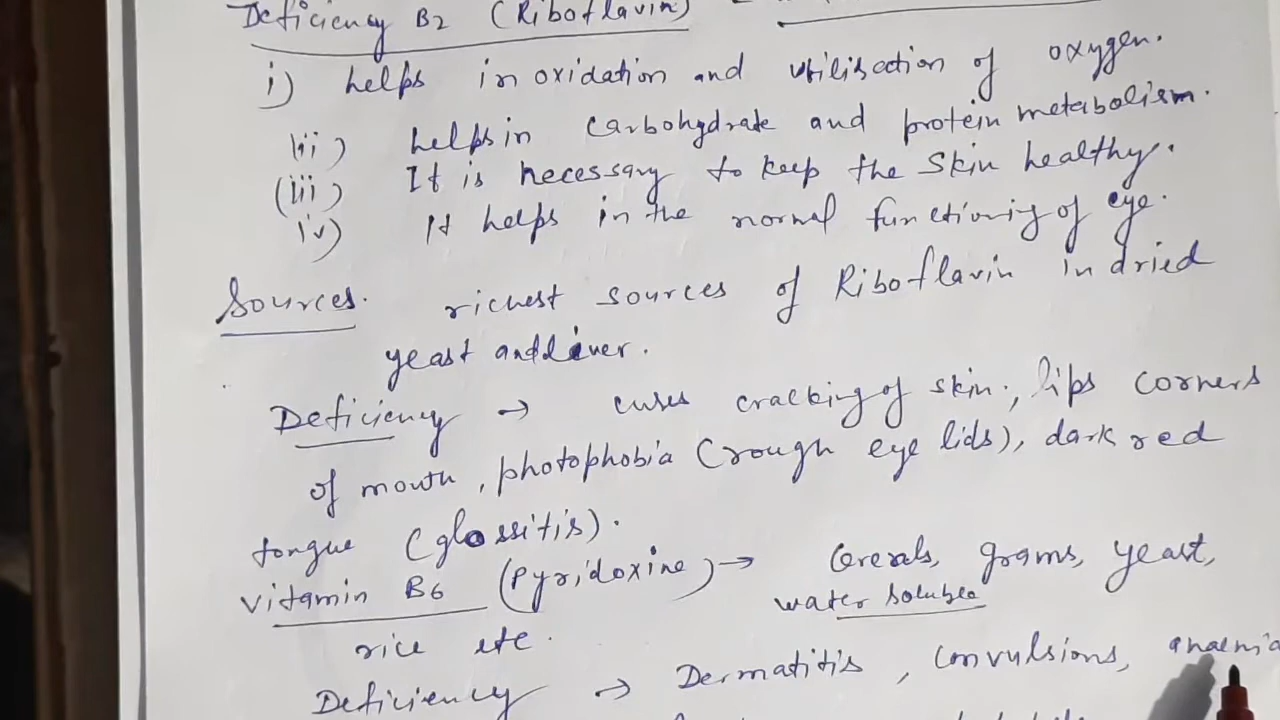 Deficiency B2 (Riboflavin)
i) helps in oxidation and utilisation of oxygen.
(ii) helps in Carbohydrate and protein metabolism.
(iii) It is necessary to keep the Skin healthy.
iv) It helps in the normal functioning of eye.
Sources. richest sources of Riboflavin in dried
yeast and liver.
Deficiency → cuses cracking of skin, lips corners
of mouth, photophobia (rough eye lids), dark red
tongue (glossitis).
vitamin B6 (Pyridoxine) → Cereals, grams, yeast,
water soluble
rice etc.
Deficiency → Dermatitis, convulsions, anaemia